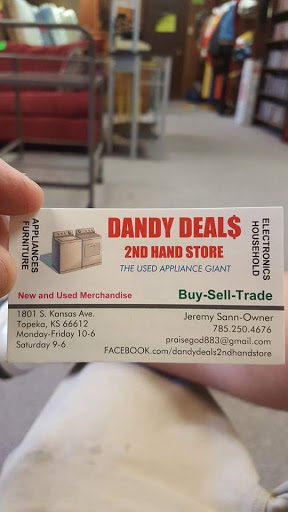 APPLIANCES
FURNITURE
DANDY DEAL$
2ND HAND STORE
THE USED APPLIANCE GIANT
ELECTRONICS
HOUSEHOLD
New and Used Merchandise
Buy-Sell-Trade
1801 S. Kansas Ave.
Topeka, KS 66612
Monday-Friday 10-6
Saturday 9-6
Jeremy Sann-Owner
785.250.4676
praisegod883@gmail.com
FACEBOOK.com/dandydeals2ndhandstore